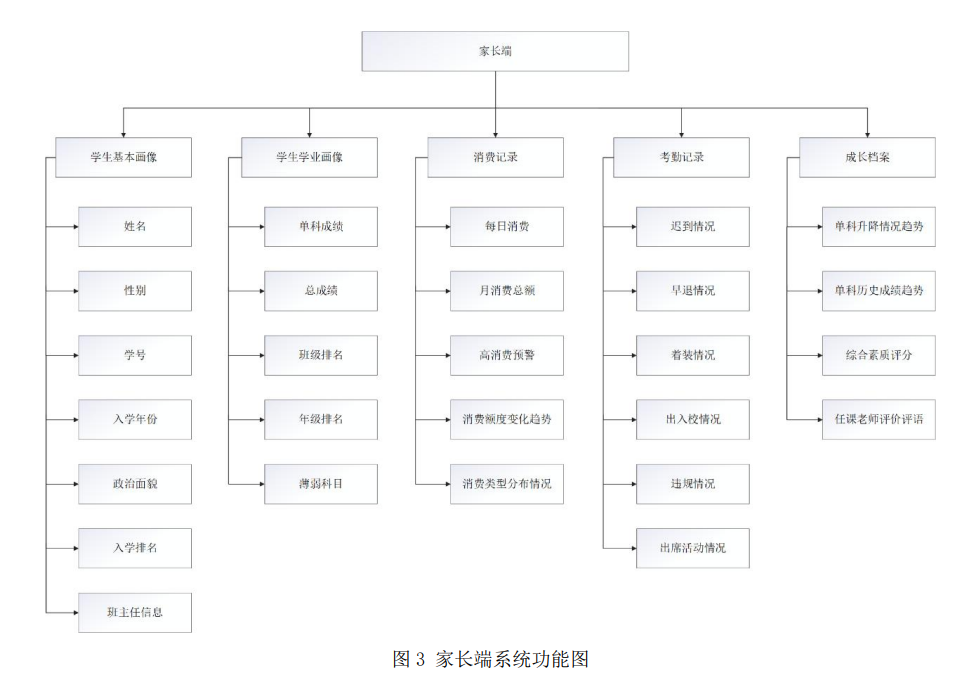 家长端
学生基本画像
姓名
性别
学号
入学年份
政治面貌
入学排名
班主任信息
学生学业画像
单科成绩
总成绩
班级排名
年级排名
薄弱科目
消费记录
每日消费
月消费总额
高消费预警
消费额度变化趋势
消费类型分布情况
考勤记录
迟到情况
早退情况
着装情况
出入校情况
违规情况
出席活动情况
成长档案
单科升降情况趋势
单科历史成绩趋势
综合素质评分
任课老师评价评语
图 3 家长端系统功能图